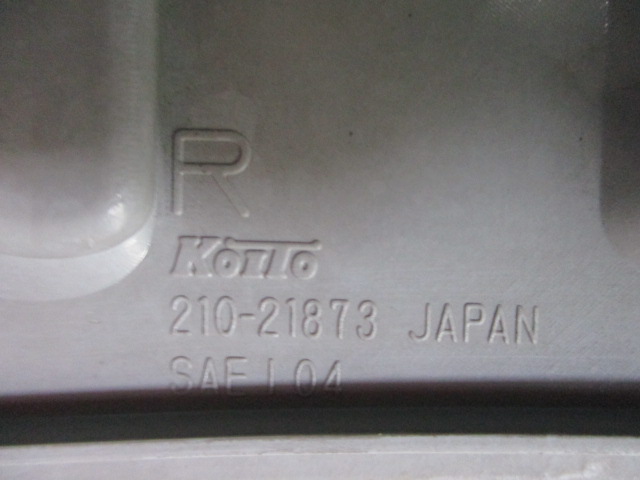 R
KOITO
210-21873 JAPAN
SAE I 04